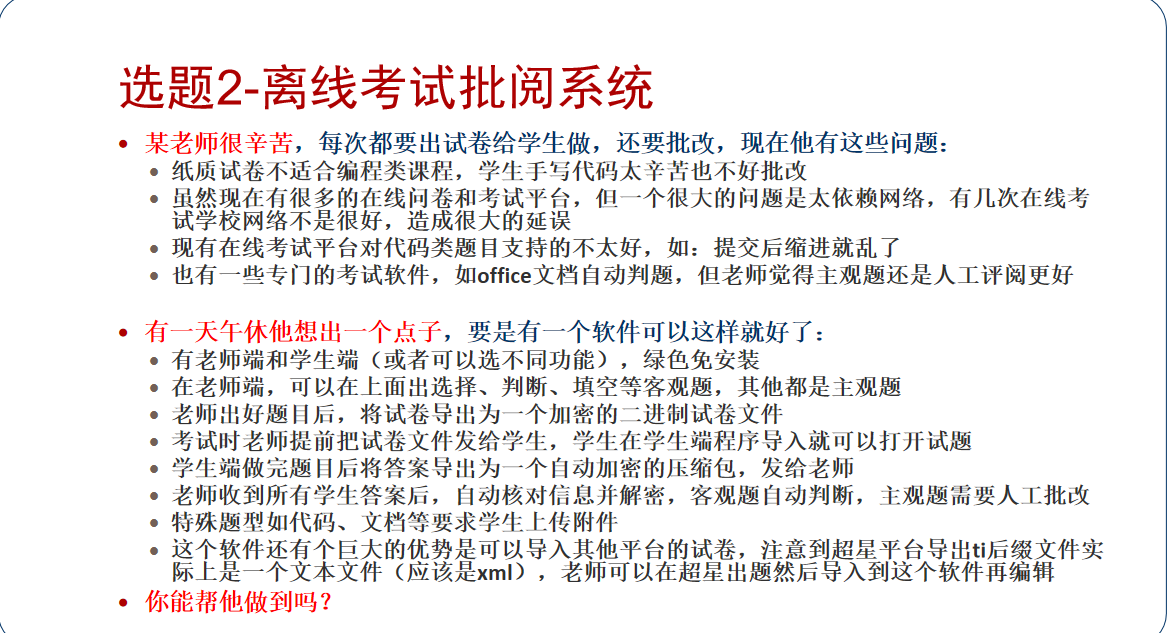 选题2-离线考试批阅系统
• 某老师很辛苦，每次都要出试卷给学生做，还要批改，现在他有这些问题：
• 纸质试卷不适合编程类课程，学生手写代码太辛苦也不好批改
• 虽然现在有很多的在线问卷和考试平台，但一个很大的问题是太依赖网络，有几次在线考
试学校网络不是很好，造成很大的延误
• 现有在线考试平台对代码类题目支持的不太好，如：提交后缩进就乱了
• 也有一些专门的考试软件，如office文档自动判题，但老师觉得主观题还是人工评阅更好
• 有一天午休他想出一个点子，要是有一个软件可以这样就好了：
• 有老师端和学生端（或者可以选不同功能），绿色免安装
• 在老师端，可以在上面出选择、判断、填空等客观题，其他都是主观题
• 老师出好题目后，将试卷导出为一个加密的二进制试卷文件
• 考试时老师提前把试卷文件发给学生，学生在学生端程序导入就可以打开试题
• 学生端做完题目后将答案导出为一个自动加密的压缩包，发给老师
• 老师收到所有学生答案后，自动核对信息并解密，客观题自动判断，主观题需要人工批改
• 特殊题型如代码、文档等要求学生上传附件
• 这个软件还有个巨大的优势是可以导入其他平台的试卷，注意到超星平台导出ti后缀文件实
际上是一个文本文件（应该是xml），老师可以在超星出题然后导入到这个软件再编辑
• 你能帮他做到吗？